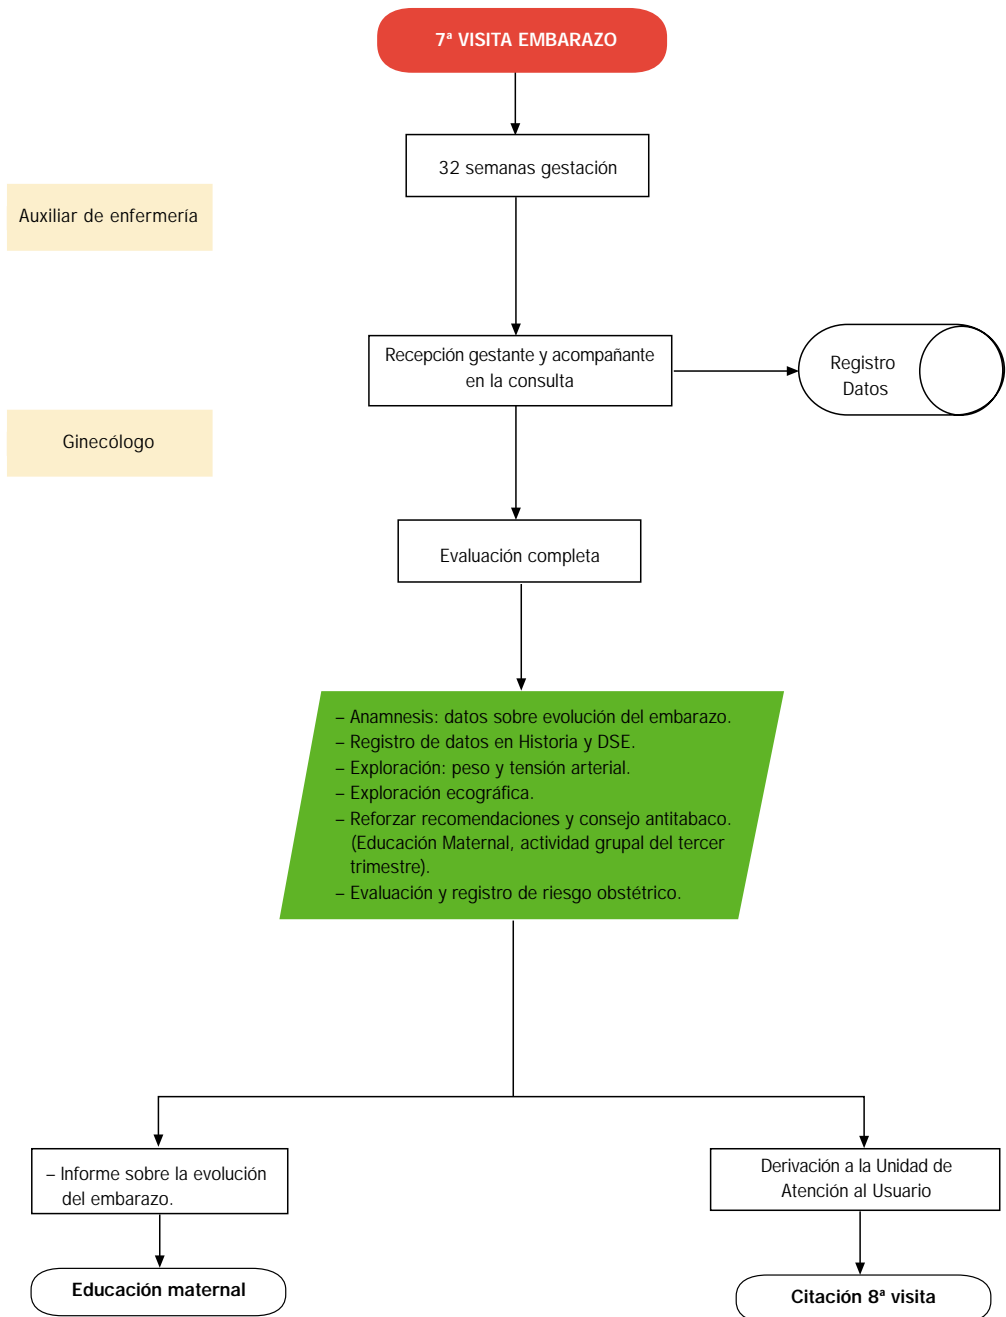 7ª VISITA EMBARAZO
32 semanas gestación
Auxiliar de enfermería
Recepción gestante y acompañante
en la consulta
Registro
Datos
Ginecólogo
Evaluación completa
– Anamnesis: datos sobre evolución del embarazo.
– Registro de datos en Historia y DSE.
– Exploración: peso y tensión arterial.
– Exploración ecográfica.
– Reforzar recomendaciones y consejo antitabaco.
(Educación Maternal, actividad grupal del tercer
trimestre).
– Evaluación y registro de riesgo obstétrico.
– Informe sobre la evolución
del embarazo.
Derivación a la Unidad de
Atención al Usuario
Educación maternal
Citación 8ª visita